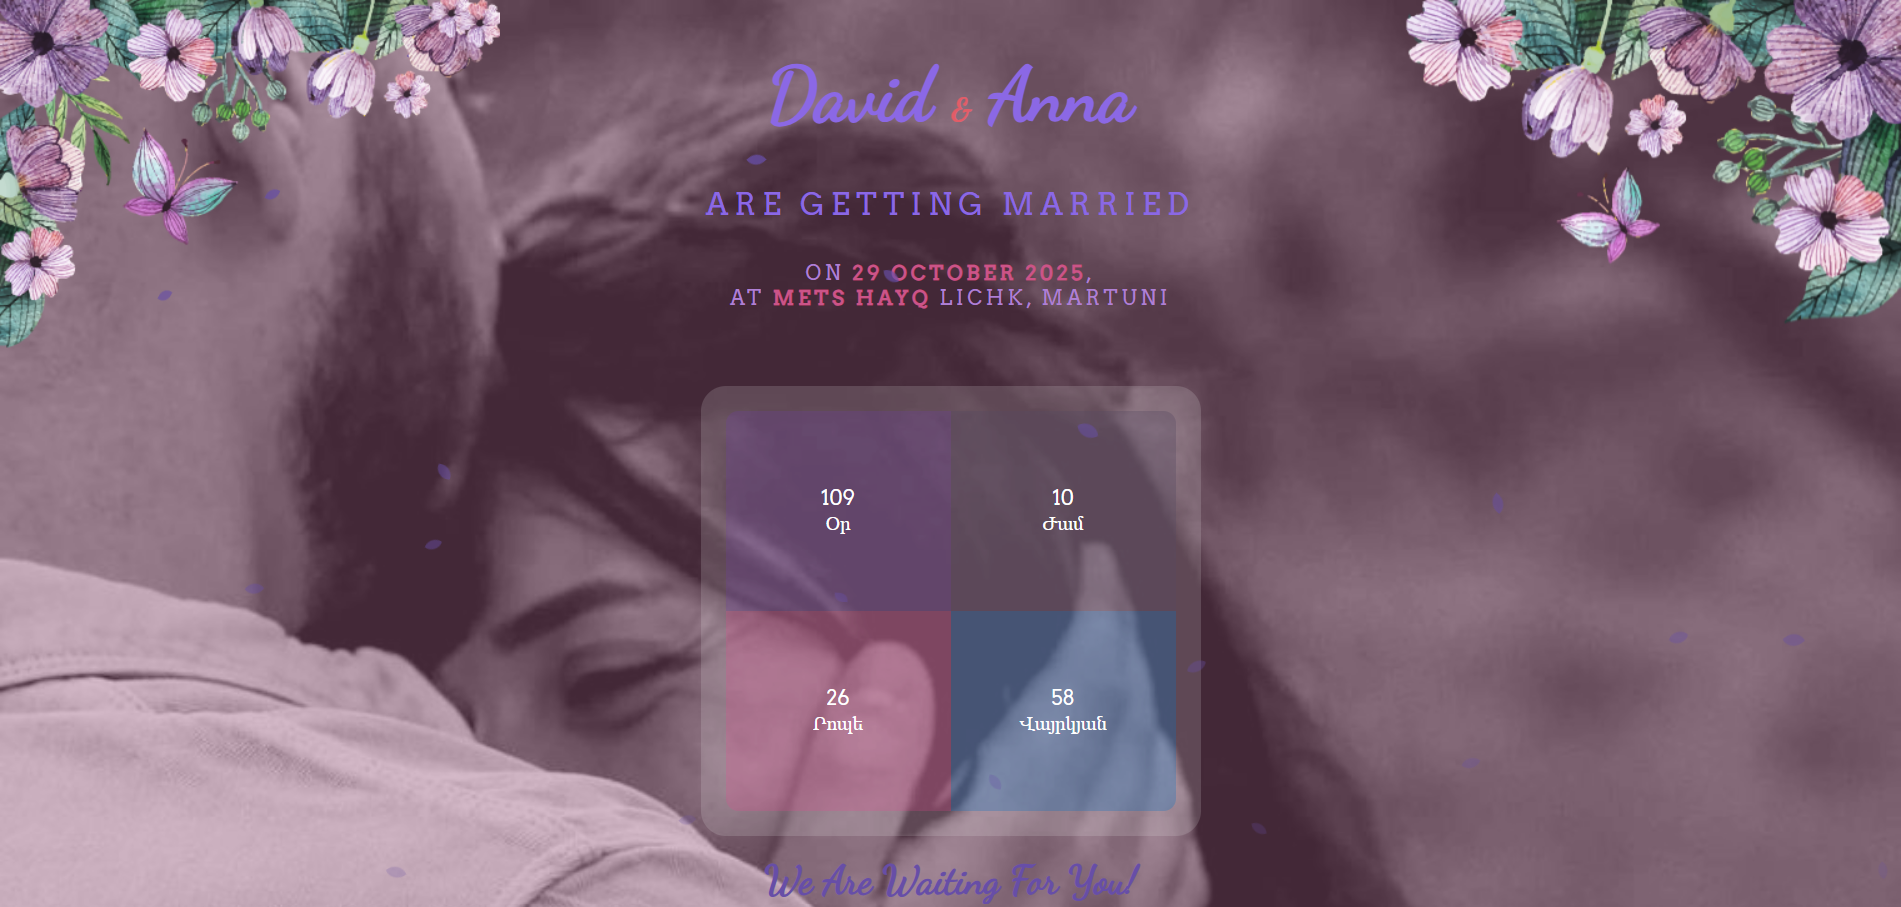 David & Anna
ARE GETTING MARRIED
ON 29 OCTOBER 2025,
AT METS HAYQ LICHK, MARTUNI
109
Օր
10
Ժամ
26
Րոպե
58
Վայրկյան
We Are Waiting For You!